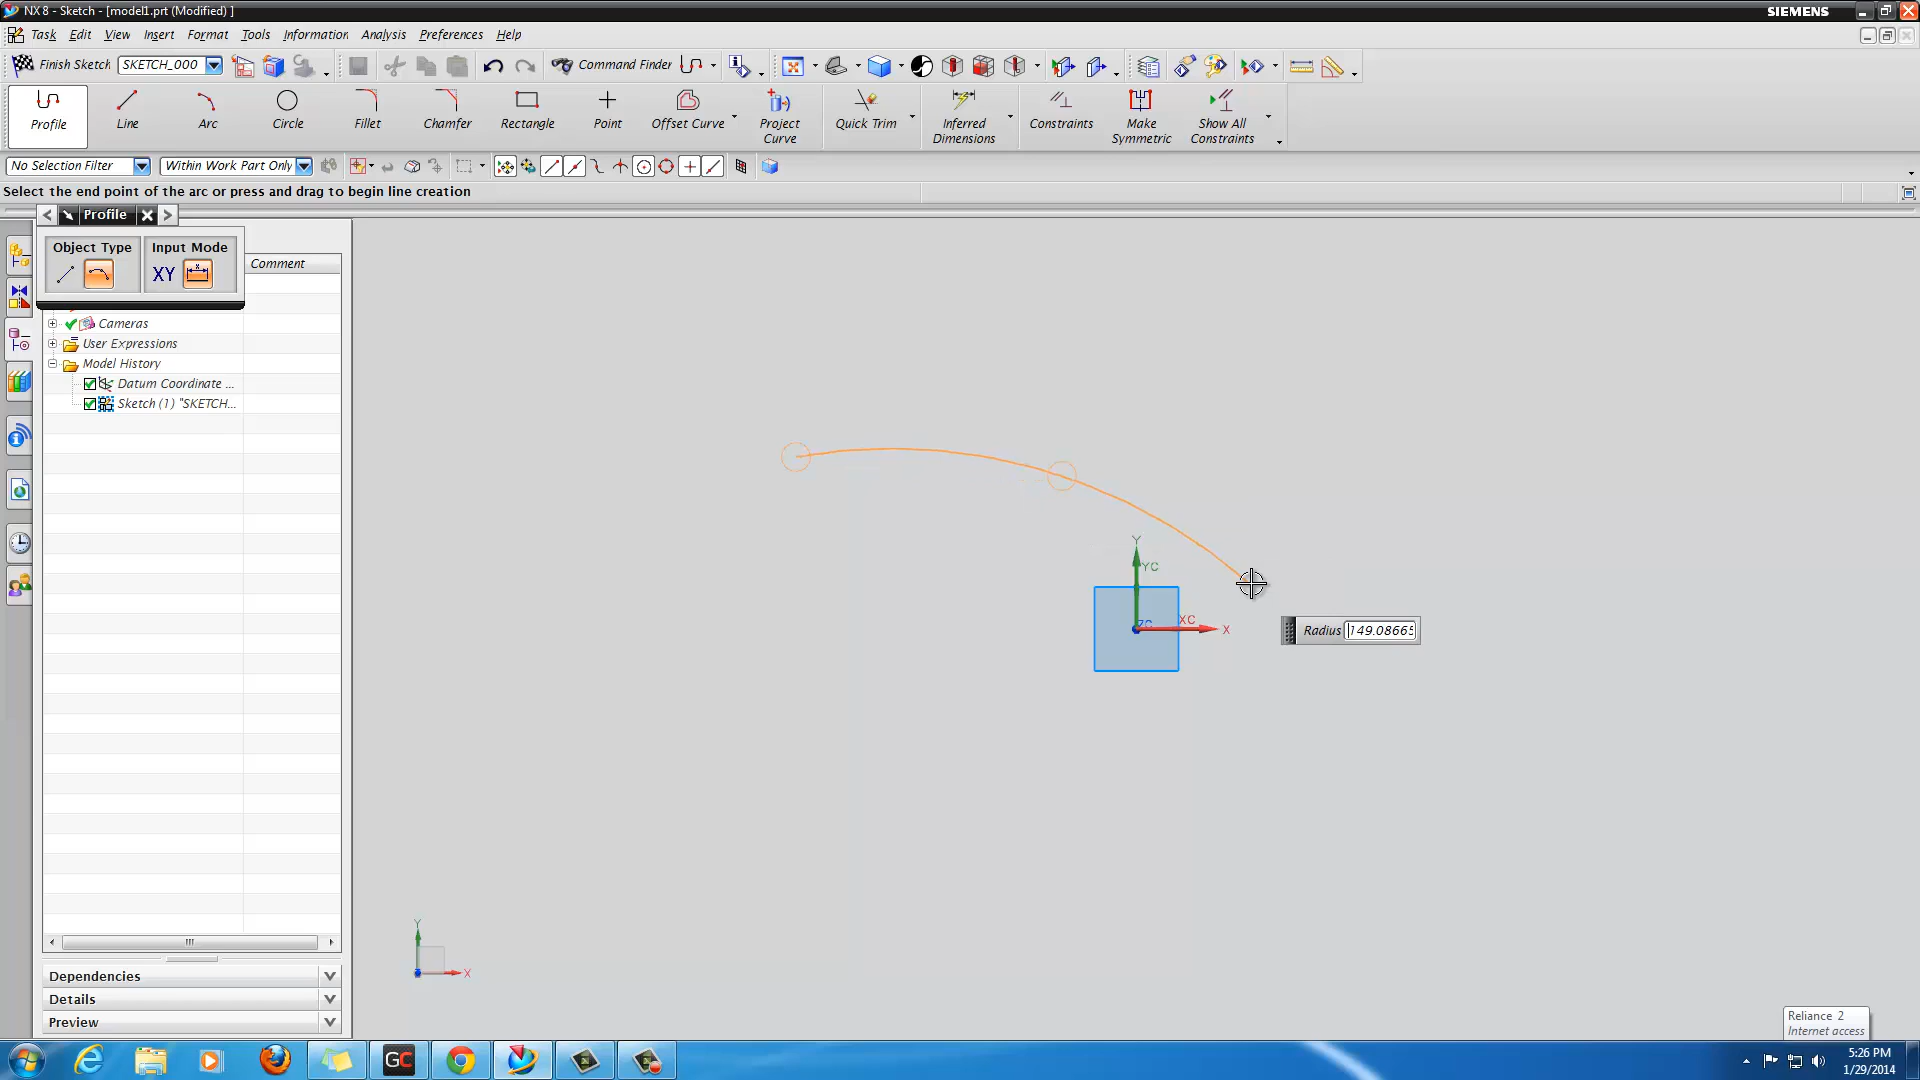 NX 8 - Sketch - [model1.prt (Modified) ]
SIEMENS
Task Edit View Insert Format Tools Information Analysis Preferences Help
Finish Sketch SKETCH_000 Command Finder
Profile Line Arc Circle Fillet Chamfer Rectangle Point Offset Curve Project Curve Quick Trim Inferred Dimensions Constraints Make Symmetric Show All Constraints
No Selection Filter Within Work Part Only
Select the end point of the arc or press and drag to begin line creation
Profile
Object Type Input Mode
XY
Comment
Cameras
User Expressions
Model History
Datum Coordinate ...
Sketch (1) "SKETCH...
Y
YC
ZC XC X
Radius 149.08665
Y
X
Dependencies
Details
Preview
Reliance 2
Internet access
GC
5:26 PM
1/29/2014